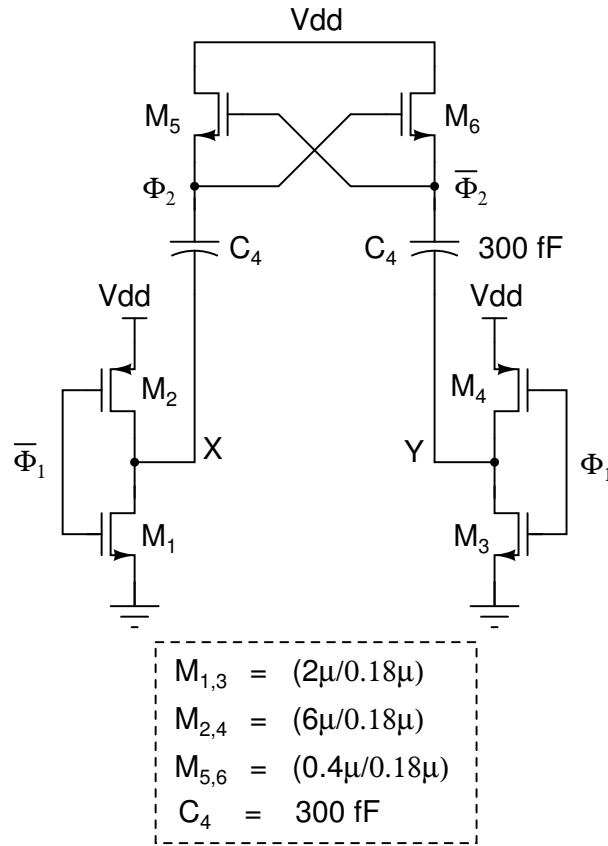 Vdd
M5
M6
Φ2
Φ̅2
C4
C4 300 fF
Vdd
Vdd
M2
M4
Φ̅1
X
Y
Φ1
M1
M3
M1,3 = (2μ/0.18μ)
M2,4 = (6μ/0.18μ)
M5,6 = (0.4μ/0.18μ)
C4 = 300 fF